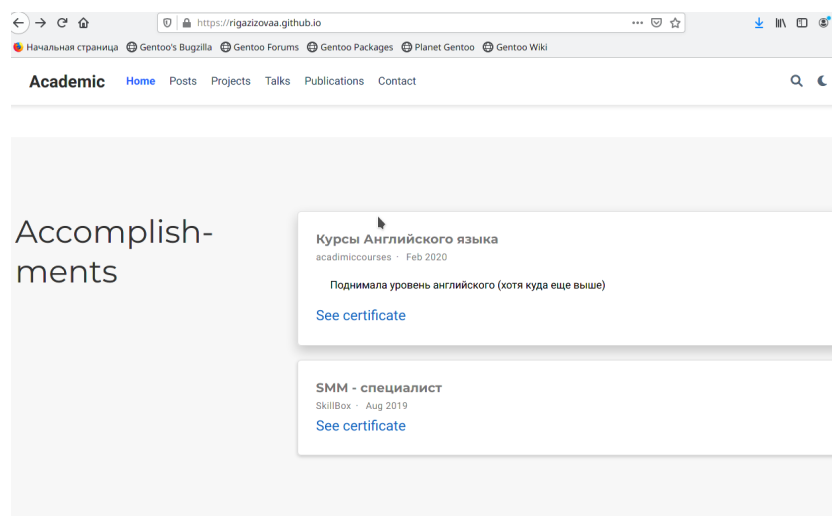 https://rigazizovaa.github.io
Начальная страница Gentoo's Bugzilla Gentoo Forums Gentoo Packages Planet Gentoo Gentoo Wiki
Academic Home Posts Projects Talks Publications Contact
Accomplish-
ments
Курсы Английского языка
acadimiccourses · Feb 2020
Поднимала уровень английского (хотя куда еще выше)
See certificate
SMM - специалист
SkillBox · Aug 2019
See certificate